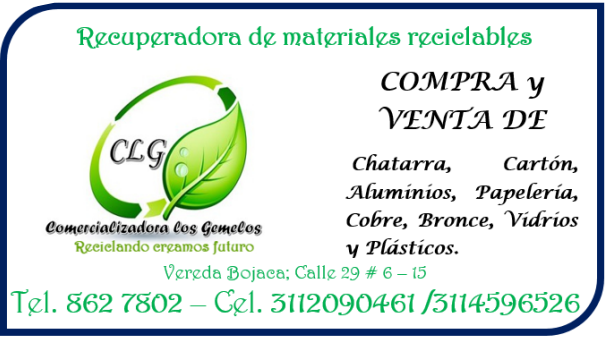 Recuperadora de materiales reciclables
COMPRA y
VENTA DE
CLG
Chatarra, Cartón,
Aluminios, Papelería,
Cobre, Bronce, Vidrios
y Plásticos.
Comercializadora los Gemelos
Reciclando creamos futuro
Vereda Bojaca; Calle 29 # 6 – 15
Tel. 862 7802 – Cel. 3112090461 /3114596526